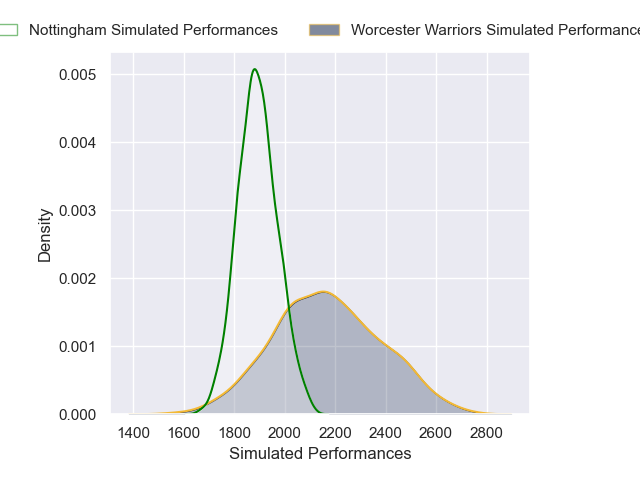 Nottingham Simulated Performances
Worcester Warriors Simulated Performance
0.005
0.004
0.003
0.002
0.001
0.000
Density
1400 1600 1800 2000 2200 2400 2600 2800
Simulated Performances